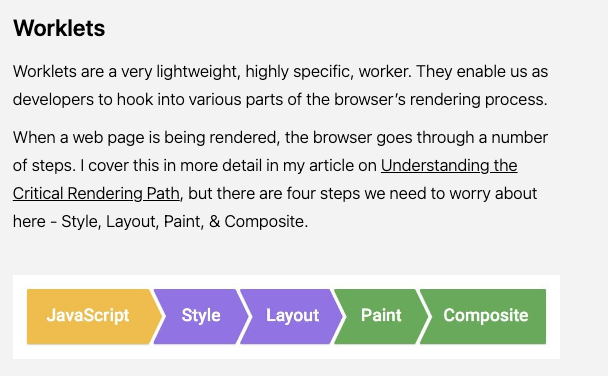 Worklets
Worklets are a very lightweight, highly specific, worker. They enable us as
developers to hook into various parts of the browser’s rendering process.
When a web page is being rendered, the browser goes through a number
of steps. I cover this in more detail in my article on Understanding the
Critical Rendering Path, but there are four steps we need to worry about
here - Style, Layout, Paint, & Composite.
JavaScript Style Layout Paint Composite